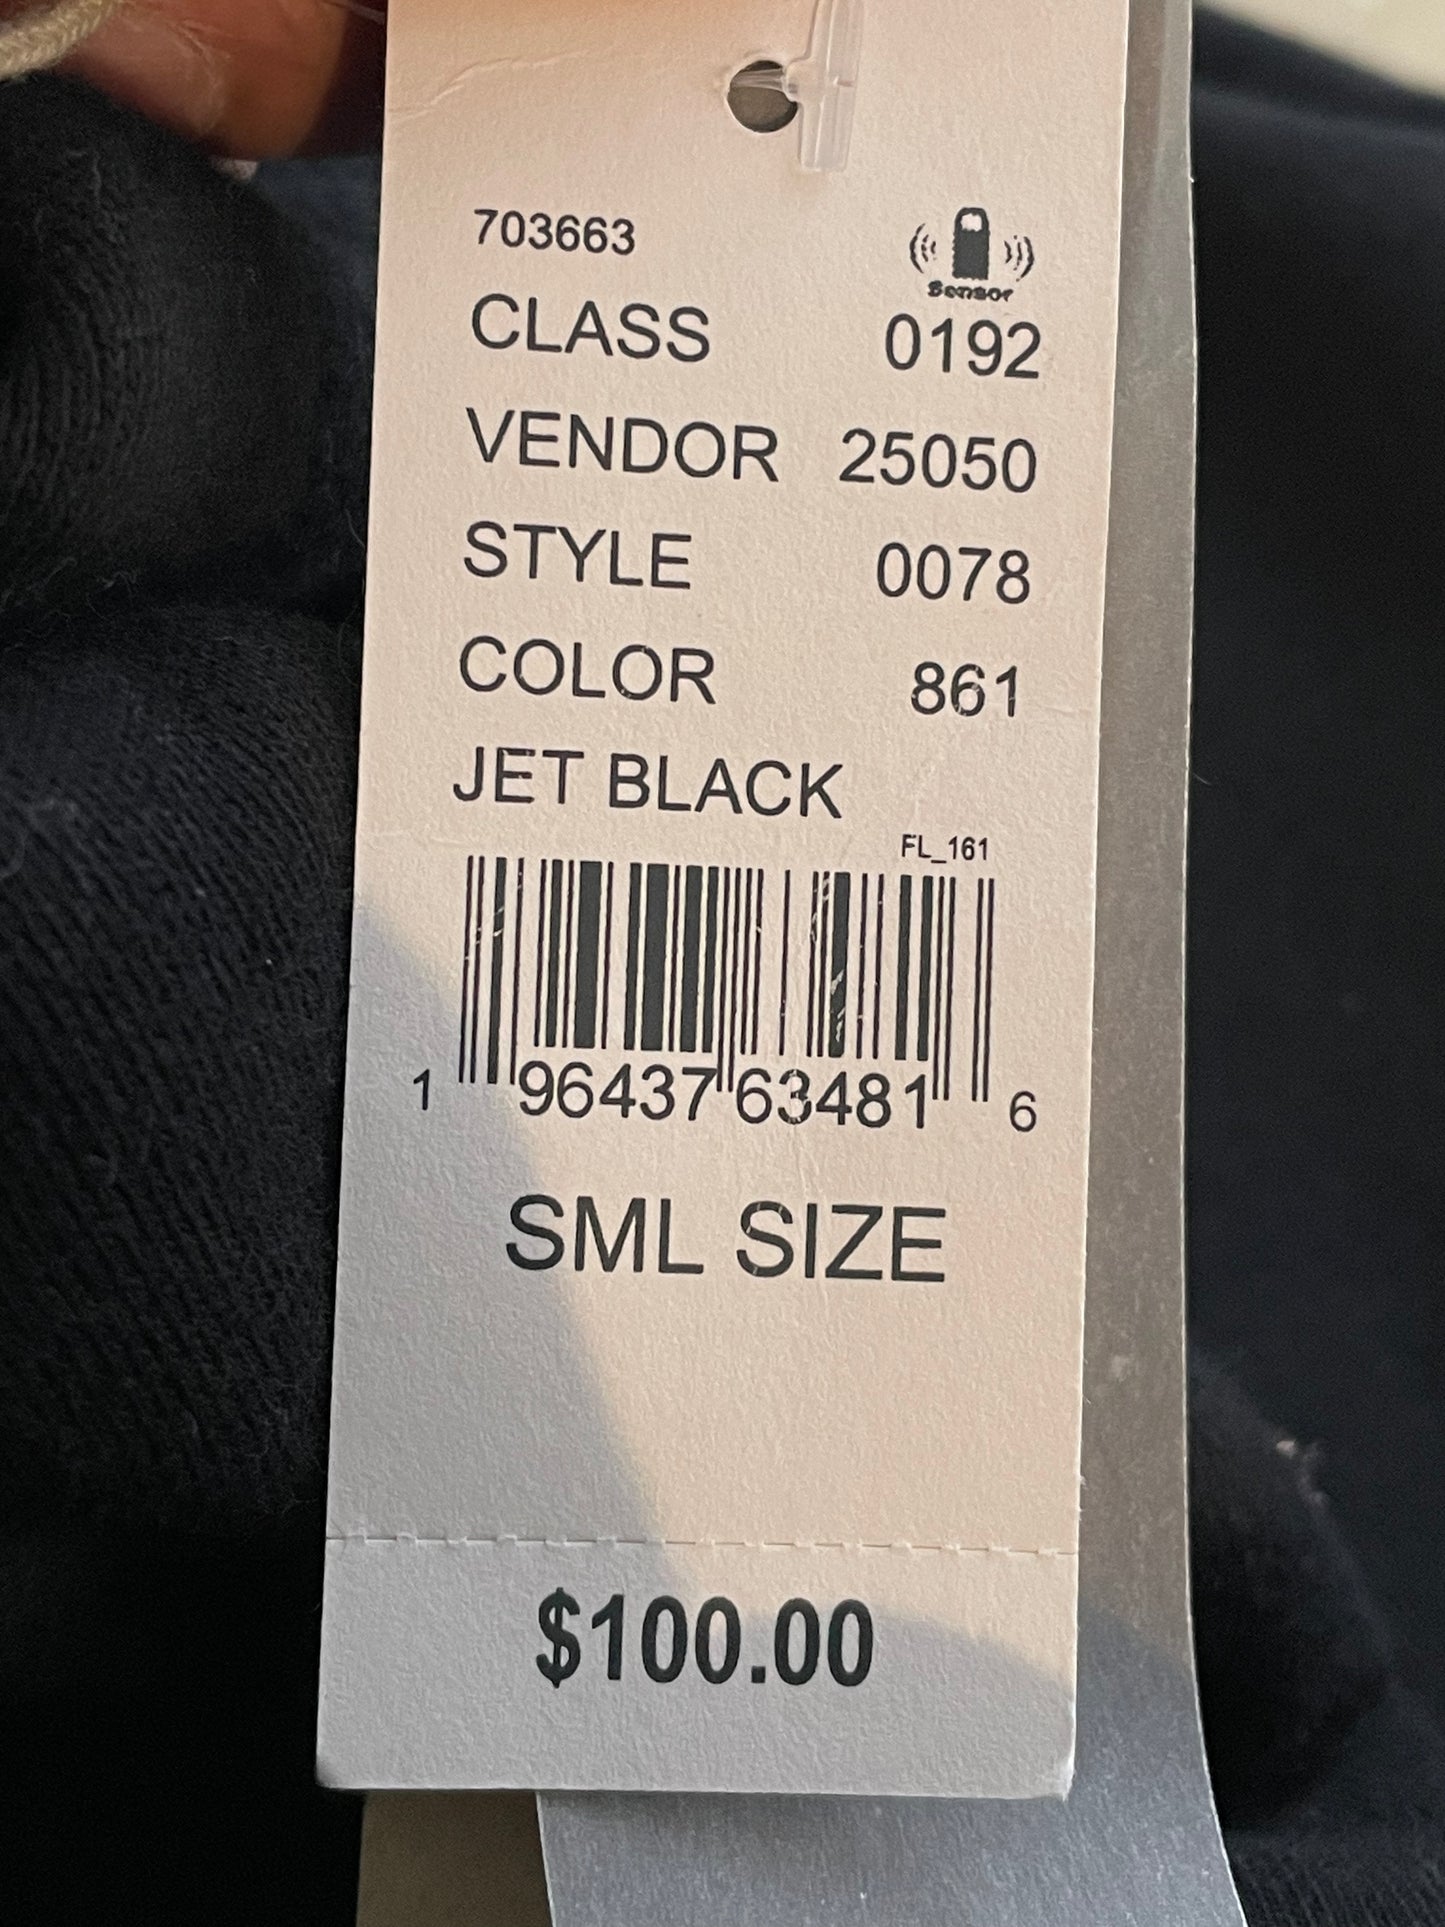 703663
Sensor
CLASS 0192
VENDOR 25050
STYLE 0078
COLOR 861
JET BLACK
FL_161
1 96437 63481 6
SML SIZE
$100.00